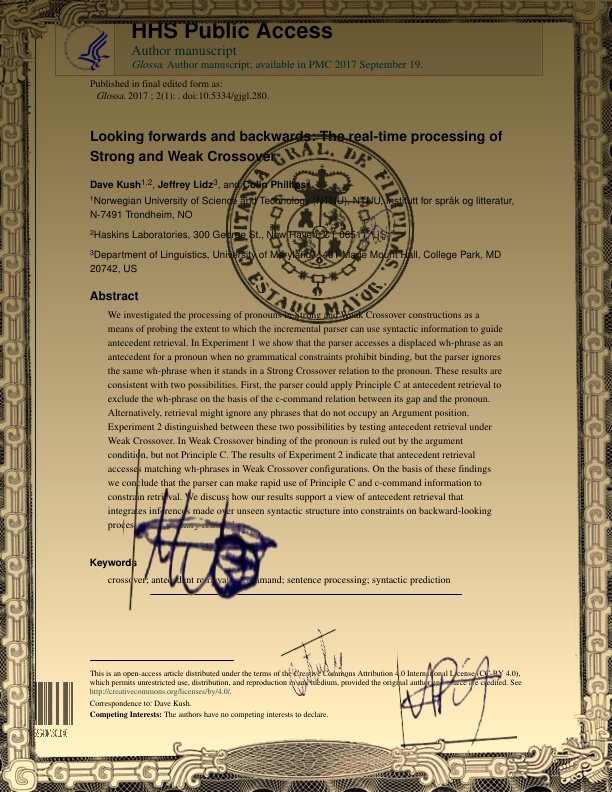 HHS Public Access
Author manuscript
Glossa. Author manuscript; available in PMC 2017 September 19.
Published in final edited form as:
Glossa. 2017 ; 2(1): . doi:10.5334/gjgl.280.
Looking forwards and backwards: The real-time processing of
Strong and Weak Crossover
Dave Kush1,2, Jeffrey Lidz3, and Colin Phillips3
1Norwegian University of Science and Technology (NTNU), NTNU, Institutt for språk og litteratur,
N-7491 Trondheim, NO
2Haskins Laboratories, 300 George St., New Haven, CT 06511, US
3Department of Linguistics, University of Maryland, 1401 Marie Mount Hall, College Park, MD
20742, US
CAPITANIA GRAL. DE FILIPINAS.
ESTADO MAYOR.
Abstract
We investigated the processing of pronouns in Strong and Weak Crossover constructions as a
means of probing the extent to which the incremental parser can use syntactic information to guide
antecedent retrieval. In Experiment 1 we show that the parser accesses a displaced wh-phrase as an
antecedent for a pronoun when no grammatical constraints prohibit binding, but the parser ignores
the same wh-phrase when it stands in a Strong Crossover relation to the pronoun. These results are
consistent with two possibilities. First, the parser could apply Principle C at antecedent retrieval to
exclude the wh-phrase on the basis of the c-command relation between its gap and the pronoun.
Alternatively, retrieval might ignore any phrases that do not occupy an Argument position.
Experiment 2 distinguished between these two possibilities by testing antecedent retrieval under
Weak Crossover. In Weak Crossover binding of the pronoun is ruled out by the argument
condition, but not Principle C. The results of Experiment 2 indicate that antecedent retrieval
accesses matching wh-phrases in Weak Crossover configurations. On the basis of these findings
we conclude that the parser can make rapid use of Principle C and c-command information to
constrain retrieval. We discuss how our results support a view of antecedent retrieval that
integrates inferences made over unseen syntactic structure into constraints on backward-looking
Keywords
crossover; antecedent retrieval; c-command; sentence processing; syntactic prediction
This is an open-access article distributed under the terms of the Creative Commons Attribution 4.0 International License (CC-BY 4.0),
which permits unrestricted use, distribution, and reproduction in any medium, provided the original author and source are credited. See
http://creativecommons.org/licenses/by/4.0/.
Correspondence to: Dave Kush.
Competing Interests: The authors have no competing interests to declare.